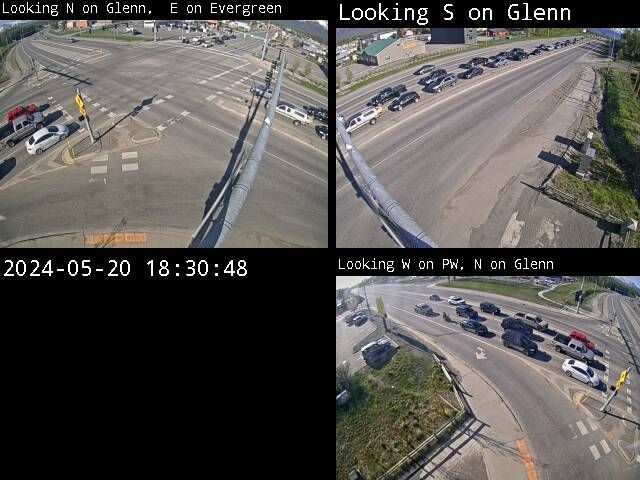 Looking N on Glenn,  E on Evergreen
Looking S on Glenn
2024-05-20 18:30:48
Looking W on PW, N on Glenn